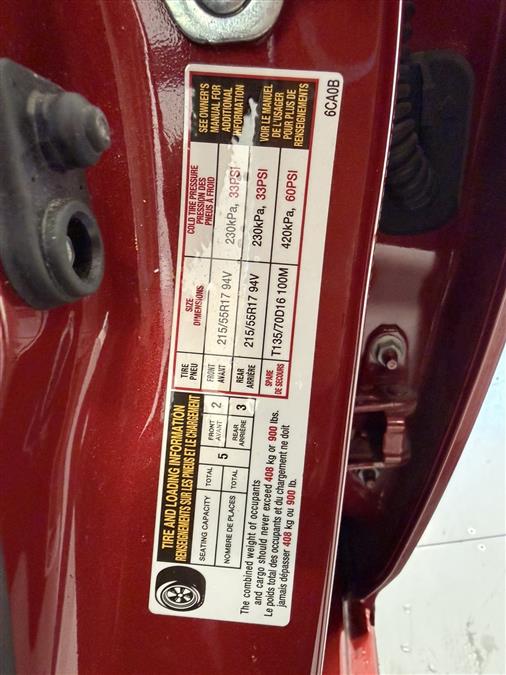 TIRE AND LOADING INFORMATION
RENSEIGNEMENTS SUR LES PNEUS ET LE CHARGEMENT
SEATING CAPACITY TOTAL 5 FRONT 2
AVANT
NOMBRE DE PLACES TOTAL REAR 3
ARRIÈRE
The combined weight of occupants
and cargo should never exceed 408 kg or 900 lbs.
Le poids total des occupants et du chargement ne doit
jamais dépasser 408 kg ou 900 lb.
TIRE
PNEU
SIZE
DIMENSIONS
COLD TIRE PRESSURE
PRESSION DES
PNEUS À FROID
FRONT
AVANT
215/55R17 94V
230kPa, 33PSI
REAR
ARRIÈRE
215/55R17 94V
230kPa, 33PSI
SPARE
DE SECOURS
T135/70D16 100M
420kPa, 60PSI
SEE OWNER'S
MANUAL FOR
ADDITIONAL
INFORMATION
VOIR LE MANUEL
DE L'USAGER
POUR PLUS DE
RENSEIGNEMENTS
6CA0B